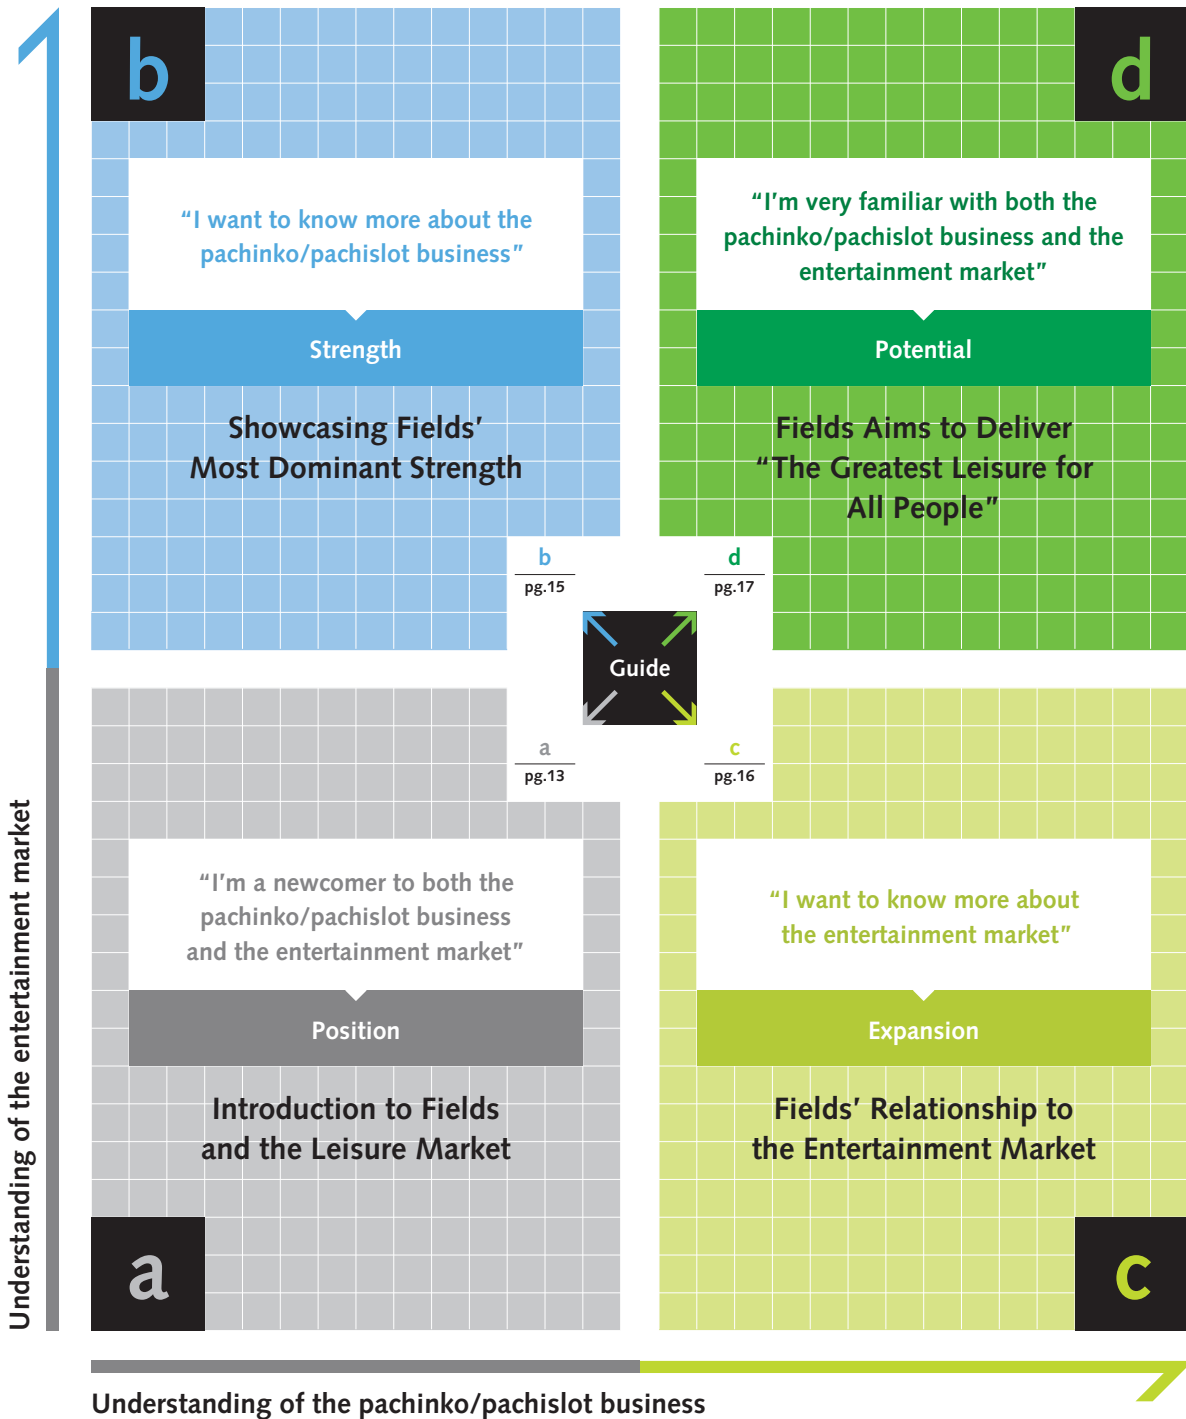 b
“I want to know more about the
pachinko/pachislot business”
Strength
Showcasing Fields’
Most Dominant Strength
b
pg.15
d
“I’m very familiar with both the
pachinko/pachislot business and the
entertainment market”
Potential
Fields Aims to Deliver
“The Greatest Leisure for
All People”
d
pg.17
Guide
a
pg.13
“I’m a newcomer to both the
pachinko/pachislot business
and the entertainment market”
Position
Introduction to Fields
and the Leisure Market
a
c
pg.16
“I want to know more about
the entertainment market”
Expansion
Fields’ Relationship to
the Entertainment Market
c
Understanding of the entertainment market
Understanding of the pachinko/pachislot business